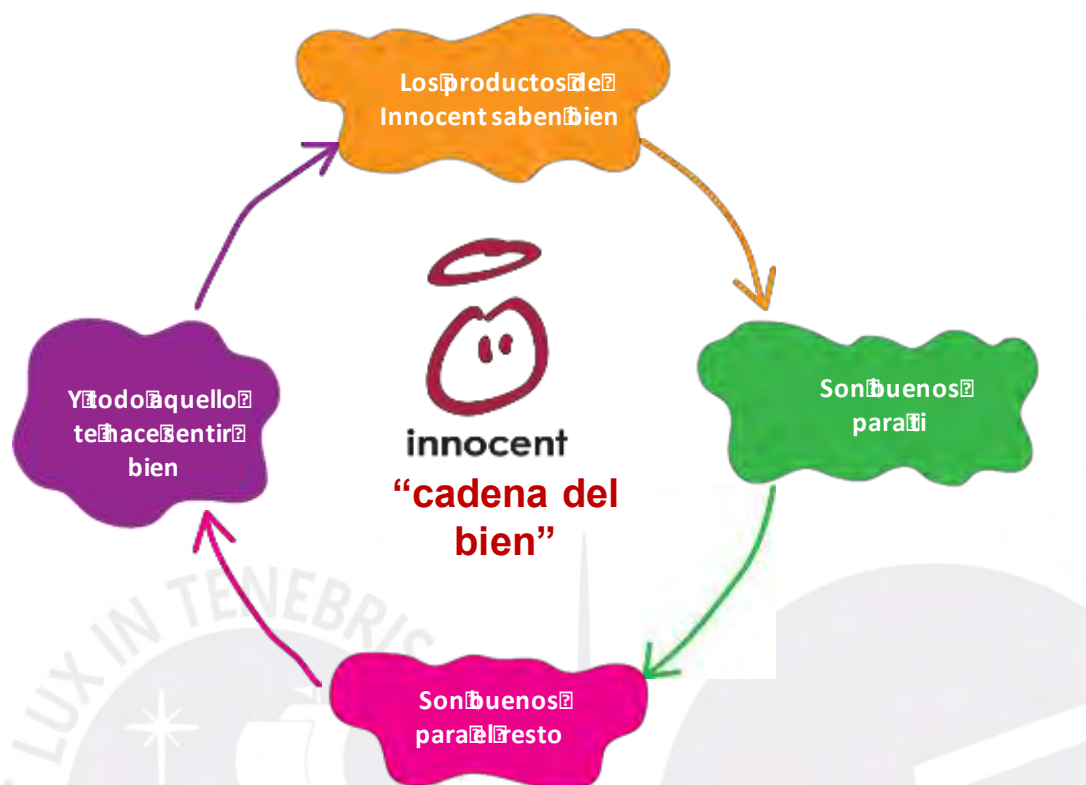 Los productos de
Innocent saben bien
Son buenos
para ti
Son buenos
para el resto
Y todo aquello
te hace sentir
bien
innocent
“cadena del
bien”
LUX IN TENEBRIS